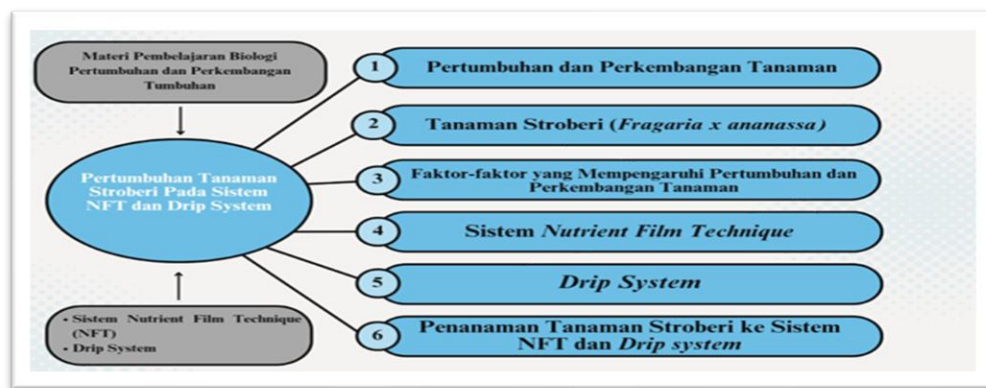 Materi Pembelajaran Biologi
Pertumbuhan dan Perkembangan
Tumbuhan
Pertumbuhan Tanaman
Stroberi Pada Sistem
NFT dan Drip System
• Sistem Nutrient Film Technique
(NFT)
• Drip System
1 Pertumbuhan dan Perkembangan Tanaman
2 Tanaman Stroberi (Fragaria x ananassa)
3 Faktor-faktor yang Mempengaruhi Pertumbuhan dan
Perkembangan Tanaman
4 Sistem Nutrient Film Technique
5 Drip System
6 Penanaman Tanaman Stroberi ke Sistem
NFT dan Drip system